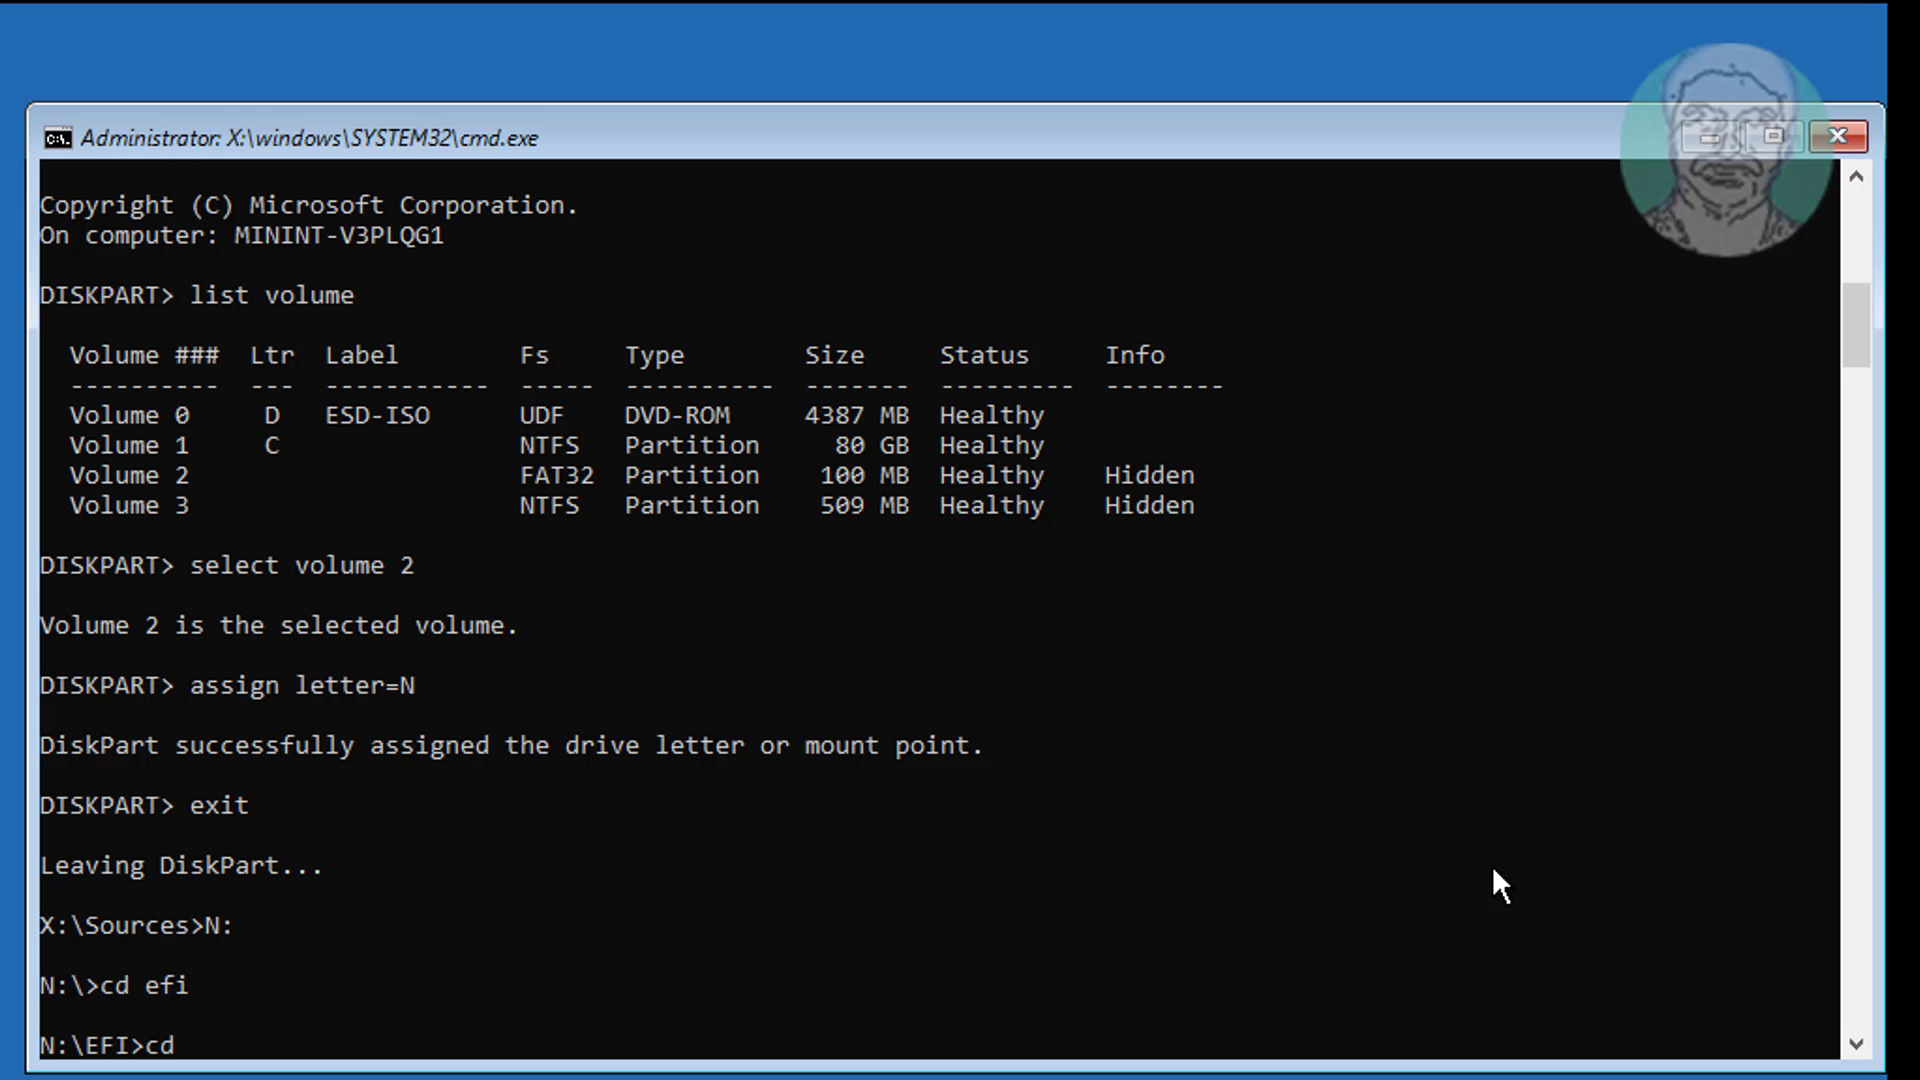 Administrator: X:\windows\SYSTEM32\cmd.exe
Copyright (C) Microsoft Corporation.
On computer: MININT-V3PLQG1
DISKPART> list volume
Volume ### Ltr Label Fs Type Size Status Info
---------- --- ----------- ----- ---------- ------- --------- --------
Volume 0 D ESD-ISO UDF DVD-ROM 4387 MB Healthy
Volume 1 C NTFS Partition 80 GB Healthy
Volume 2 FAT32 Partition 100 MB Healthy Hidden
Volume 3 NTFS Partition 509 MB Healthy Hidden
DISKPART> select volume 2
Volume 2 is the selected volume.
DISKPART> assign letter=N
DiskPart successfully assigned the drive letter or mount point.
DISKPART> exit
Leaving DiskPart...
X:\Sources>N:
N:\>cd efi
N:\EFI>cd